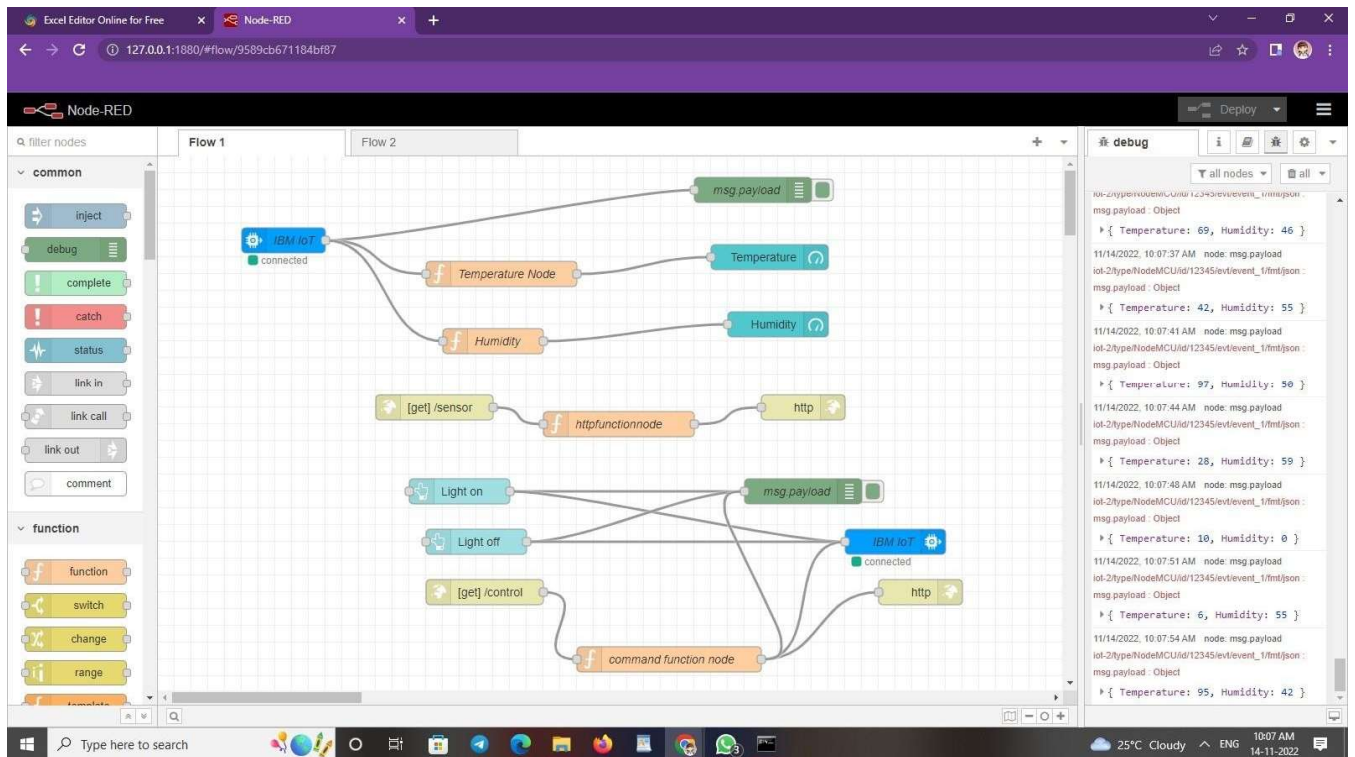 Excel Editor Online for Free
Node-RED
127.0.0.1:1880/#flow/9589cb671184bf87
Node-RED
Deploy
filter nodes
Flow 1
Flow 2
debug
i
all nodes
all
common
inject
debug
complete
catch
status
link in
link call
link out
comment
function
function
switch
change
range
template
msg.payload
IBM IoT
connected
Temperature Node
Temperature
Humidity
Humidity
[get] /sensor
httpfunctionnode
http
Light on
msg.payload
Light off
IBM IoT
connected
[get] /control
http
command function node
iot-2/type/NodeMCU/id/12345/evt/event_1/fmt/json :
msg.payload : Object
{ Temperature: 69, Humidity: 46 }
11/14/2022, 10:07:37 AM node: msg.payload
iot-2/type/NodeMCU/id/12345/evt/event_1/fmt/json :
msg.payload : Object
{ Temperature: 42, Humidity: 55 }
11/14/2022, 10:07:41 AM node: msg.payload
iot-2/type/NodeMCU/id/12345/evt/event_1/fmt/json :
msg.payload : Object
{ Temperature: 97, Humidity: 50 }
11/14/2022, 10:07:44 AM node: msg.payload
iot-2/type/NodeMCU/id/12345/evt/event_1/fmt/json :
msg.payload : Object
{ Temperature: 28, Humidity: 59 }
11/14/2022, 10:07:48 AM node: msg.payload
iot-2/type/NodeMCU/id/12345/evt/event_1/fmt/json :
msg.payload : Object
{ Temperature: 10, Humidity: 0 }
11/14/2022, 10:07:51 AM node: msg.payload
iot-2/type/NodeMCU/id/12345/evt/event_1/fmt/json :
msg.payload : Object
{ Temperature: 6, Humidity: 55 }
11/14/2022, 10:07:54 AM node: msg.payload
iot-2/type/NodeMCU/id/12345/evt/event_1/fmt/json :
msg.payload : Object
{ Temperature: 95, Humidity: 42 }
Type here to search
3
25°C Cloudy
ENG
10:07 AM
14-11-2022